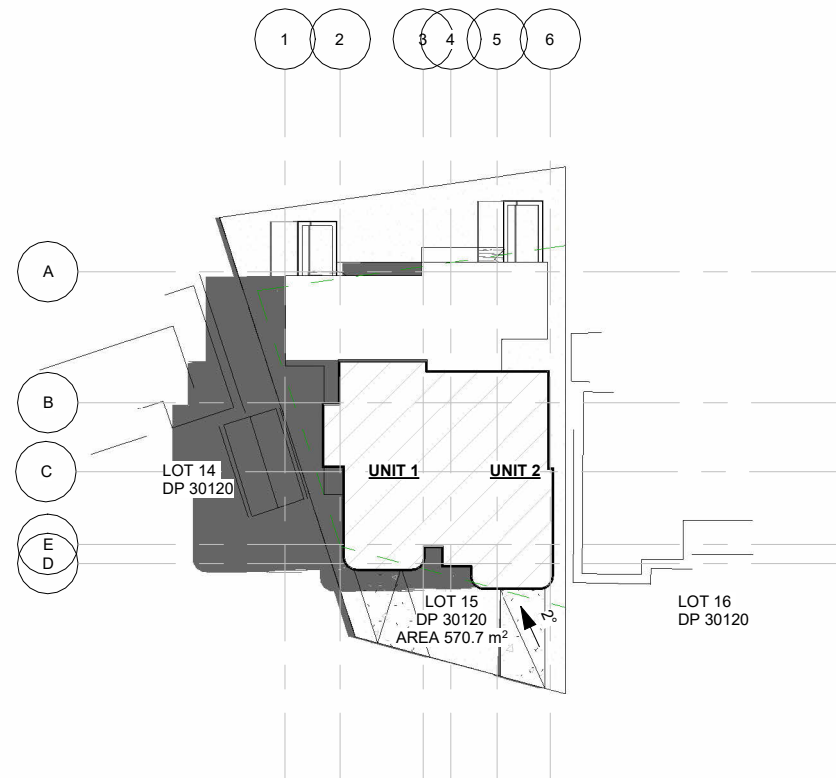 1
2
3
4
5
6
A
B
C
E
D
UNIT 1
UNIT 2
LOT 14
DP 30120
LOT 15
DP 30120
AREA 570.7 m²
2°
LOT 16
DP 30120